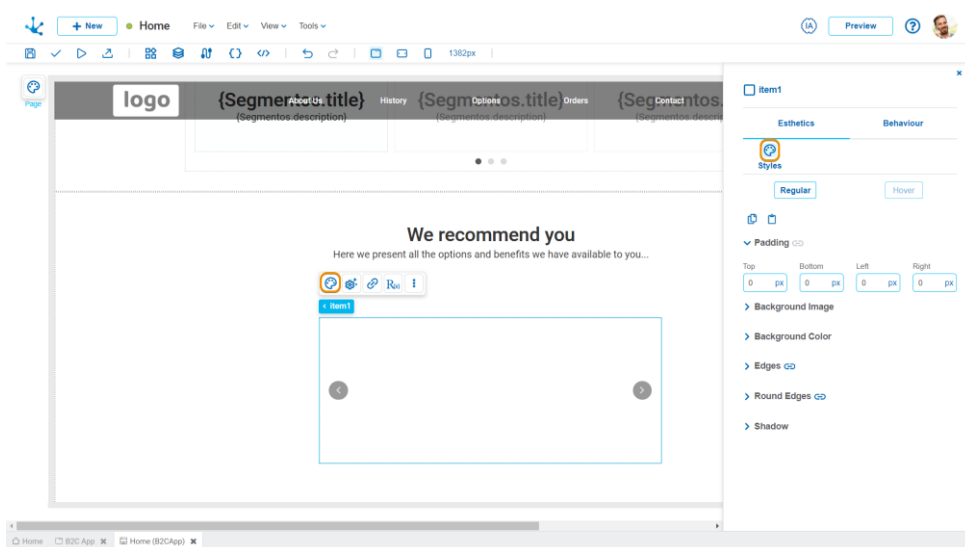 + New
Home
File
Edit
View
Tools
IA
Preview
?
1382px
Page
logo
{Segmentos.title}
About Us
History
{Segmentos.title}
Options
Orders
{Segmentos.
Contact
{Segmentos.description}
{Segmentos.description}
{Segmentos.descrip
We recommend you
Here we present all the options and benefits we have available to you...
item1
item1
Esthetics
Behaviour
Styles
Regular
Hover
Padding
Top
Bottom
Left
Right
0 px
0 px
0 px
0 px
Background Image
Background Color
Edges
Round Edges
Shadow
Home
B2C App
Home (B2CApp)